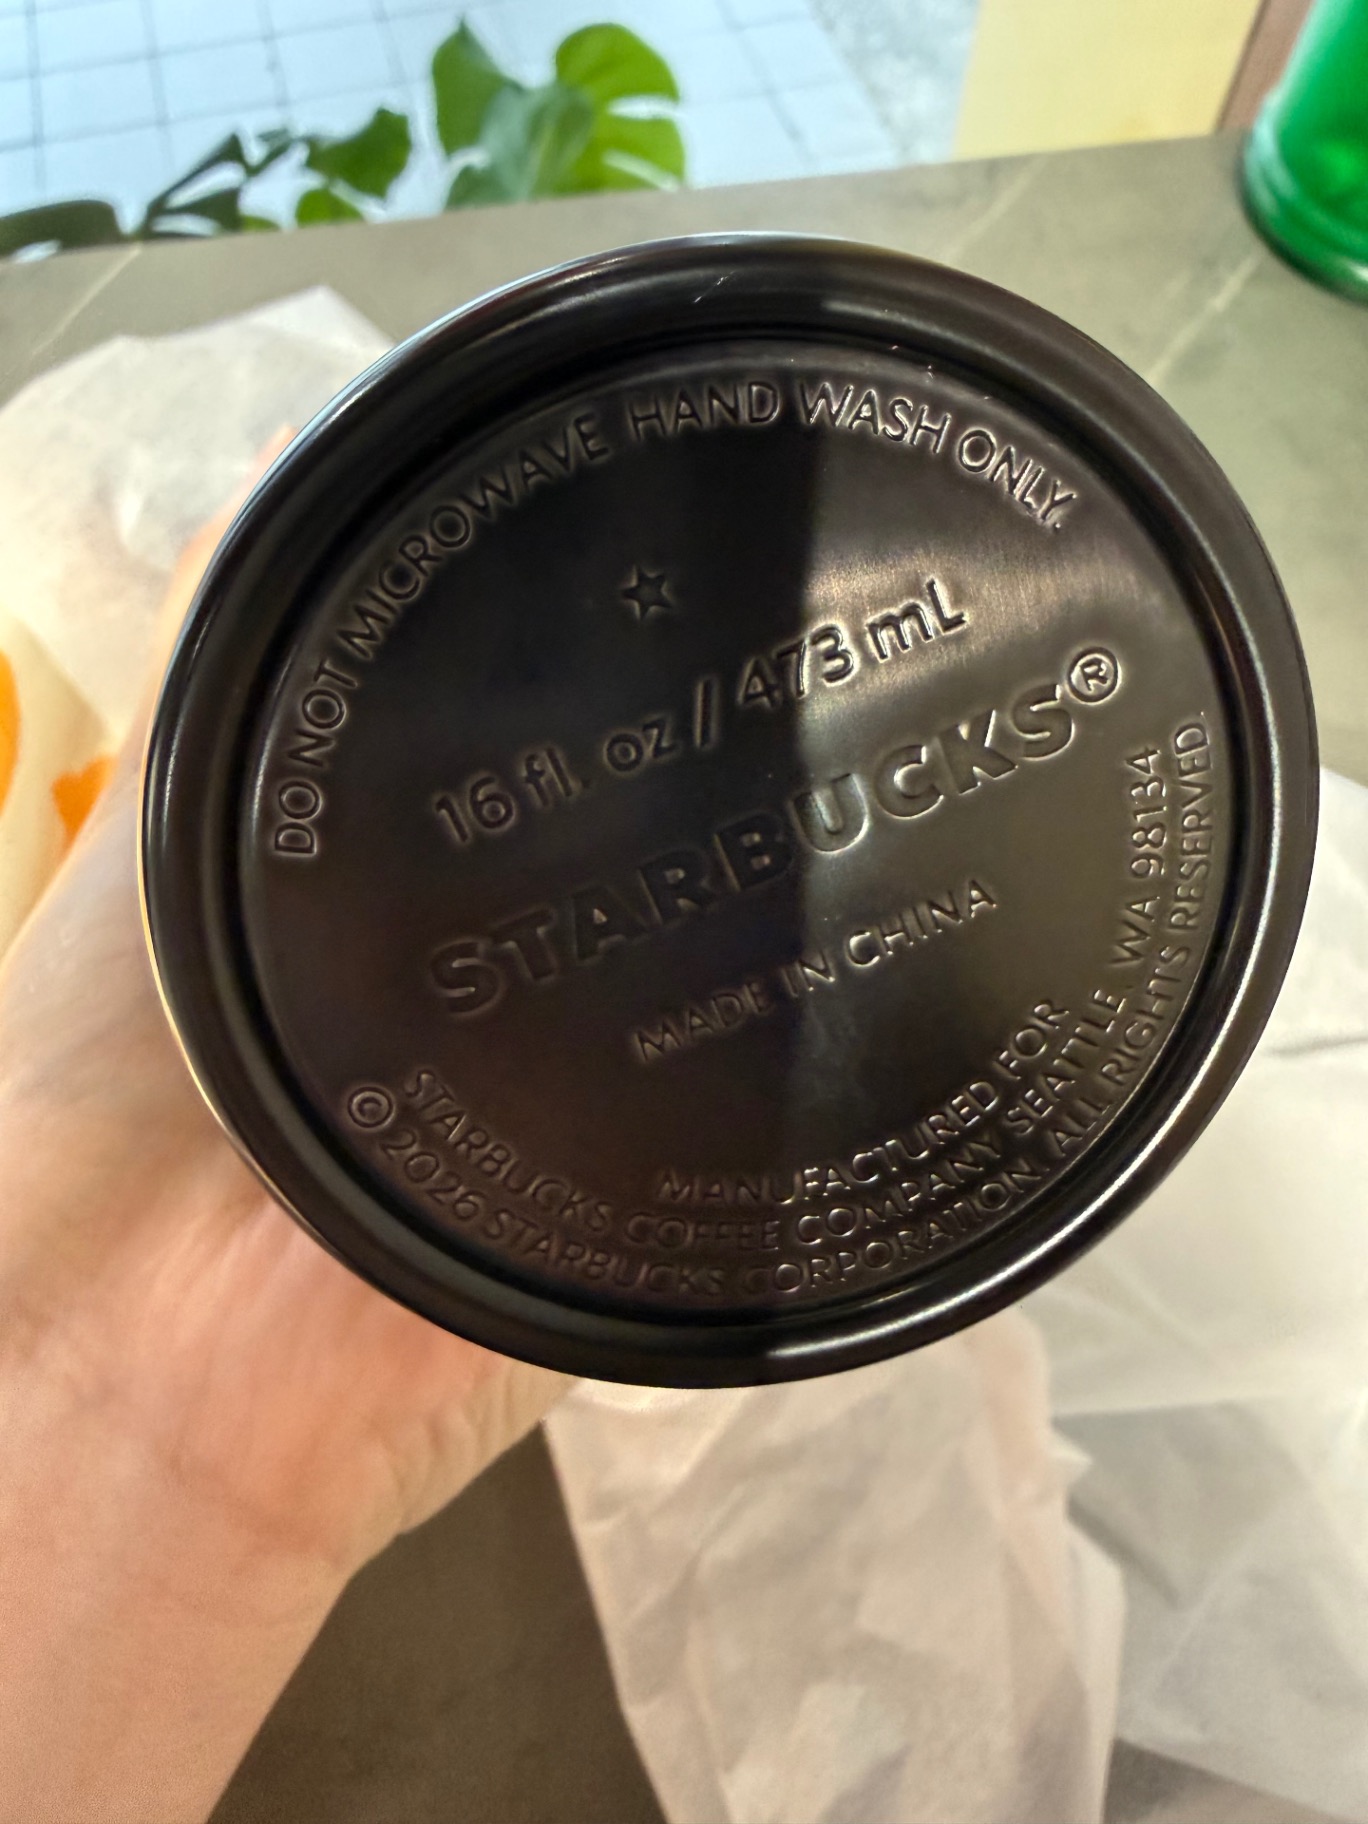 DO NOT MICROWAVE HAND WASH ONLY.
16 fl. oz / 473 mL
STARBUCKS®
MADE IN CHINA
MANUFACTURED FOR
STARBUCKS COFFEE COMPANY SEATTLE, WA 98134
© 2026 STARBUCKS CORPORATION. ALL RIGHTS RESERVED.